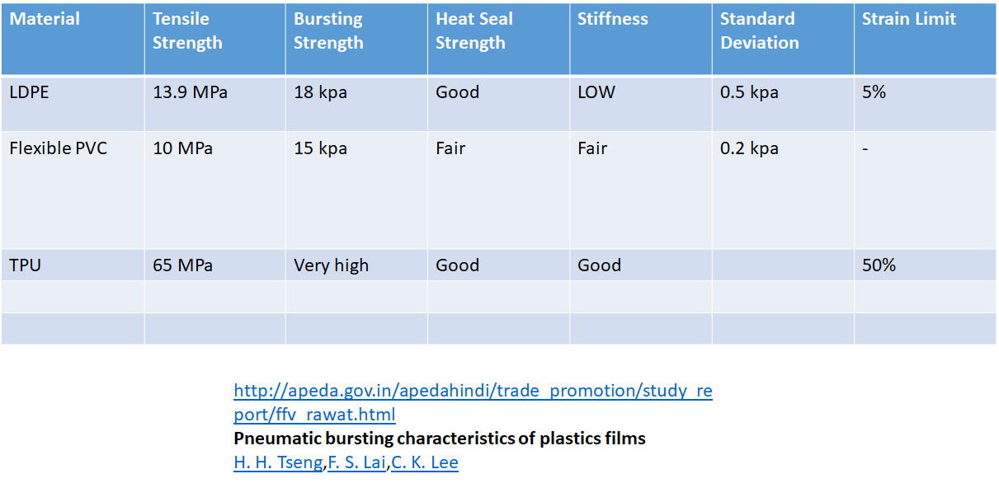 Material Tensile Strength Bursting Strength Heat Seal Strength Stiffness Standard Deviation Strain Limit
LDPE 13.9 MPa 18 kpa Good LOW 0.5 kpa 5%
Flexible PVC 10 MPa 15 kpa Fair Fair 0.2 kpa -
TPU 65 MPa Very high Good Good 50%
http://apeda.gov.in/apedahindi/trade_promotion/study_re
port/ffv_rawat.html
Pneumatic bursting characteristics of plastics films
H. H. Tseng,F. S. Lai,C. K. Lee